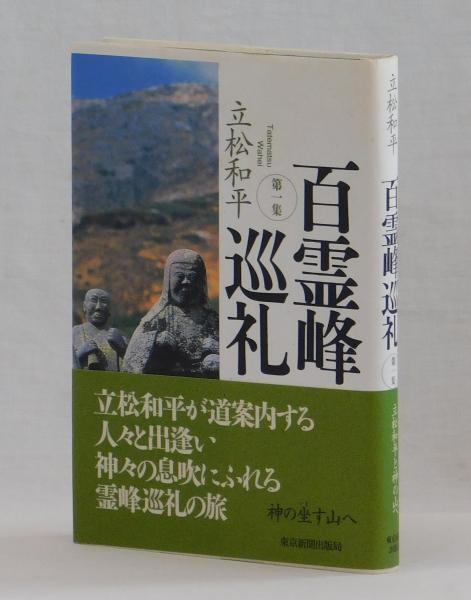 百霊峰
巡礼
第一集
立松和平
Tatematsu
Wahei
立松和平が道案内する
人々と出逢い
神々の息吹にふれる
霊峰巡礼の旅
神の坐す山へ
東京新聞出版局
立松和平
百霊峰巡礼
第一集